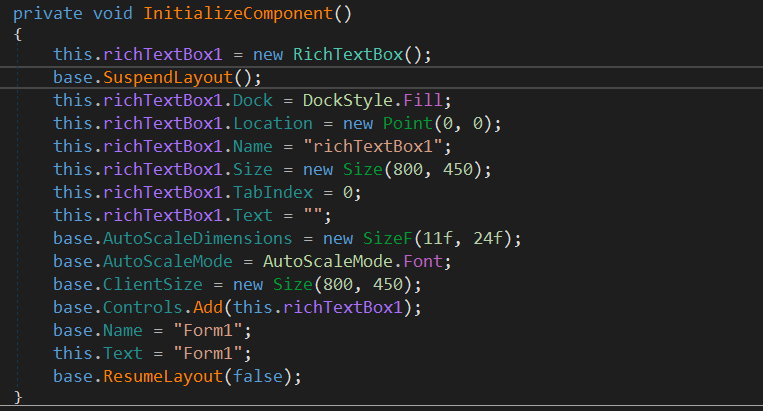 private void InitializeComponent()
{
    this.richTextBox1 = new RichTextBox();
    base.SuspendLayout();
    this.richTextBox1.Dock = DockStyle.Fill;
    this.richTextBox1.Location = new Point(0, 0);
    this.richTextBox1.Name = "richTextBox1";
    this.richTextBox1.Size = new Size(800, 450);
    this.richTextBox1.TabIndex = 0;
    this.richTextBox1.Text = "";
    base.AutoScaleDimensions = new SizeF(11f, 24f);
    base.AutoScaleMode = AutoScaleMode.Font;
    base.ClientSize = new Size(800, 450);
    base.Controls.Add(this.richTextBox1);
    base.Name = "Form1";
    this.Text = "Form1";
    base.ResumeLayout(false);
}